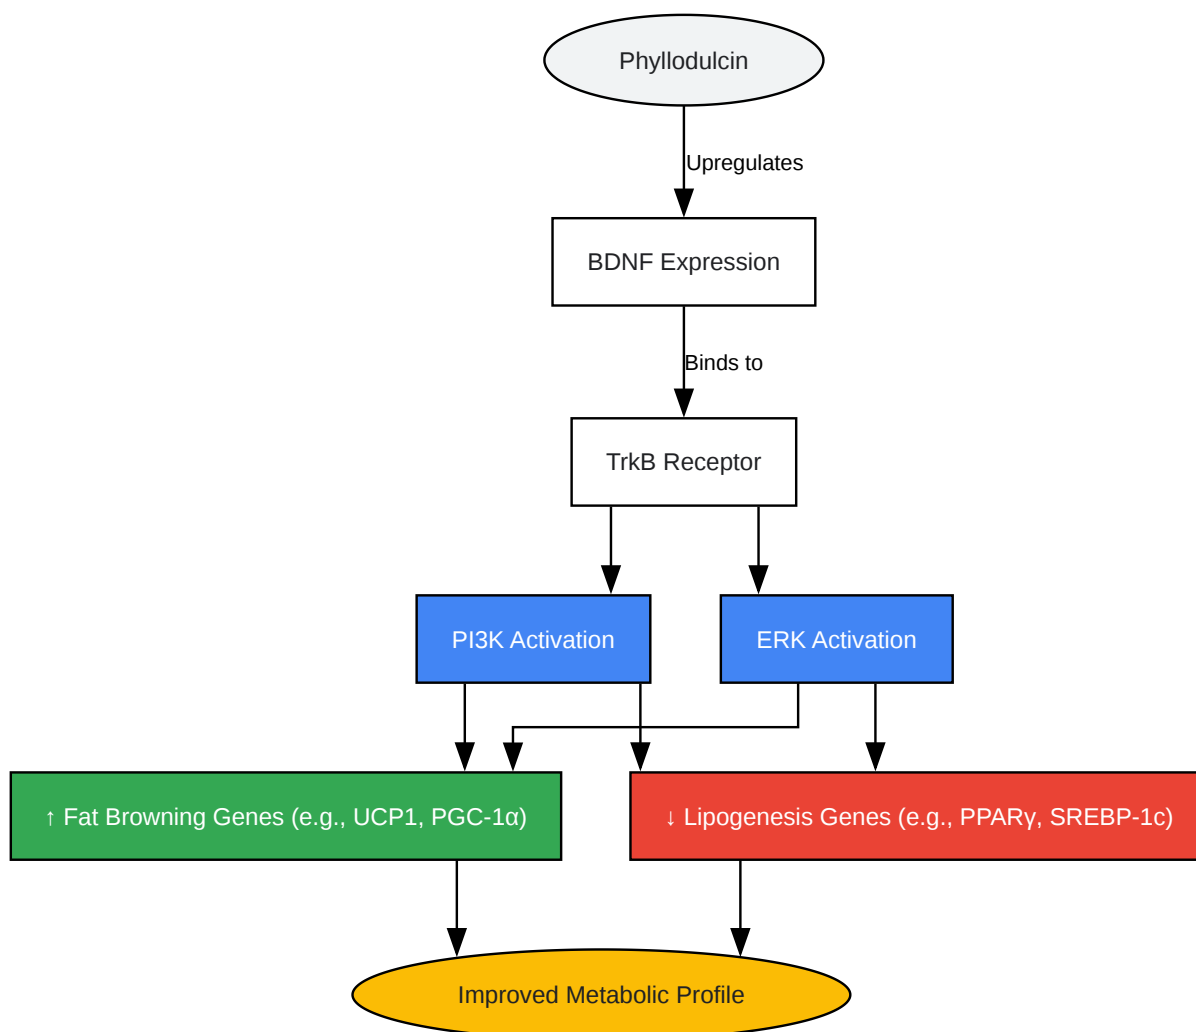 Phyllodulcin
Upregulates
BDNF Expression
Binds to
TrkB Receptor
PI3K Activation
ERK Activation
↑ Fat Browning Genes (e.g., UCP1, PGC-1α)
↓ Lipogenesis Genes (e.g., PPARγ, SREBP-1c)
Improved Metabolic Profile